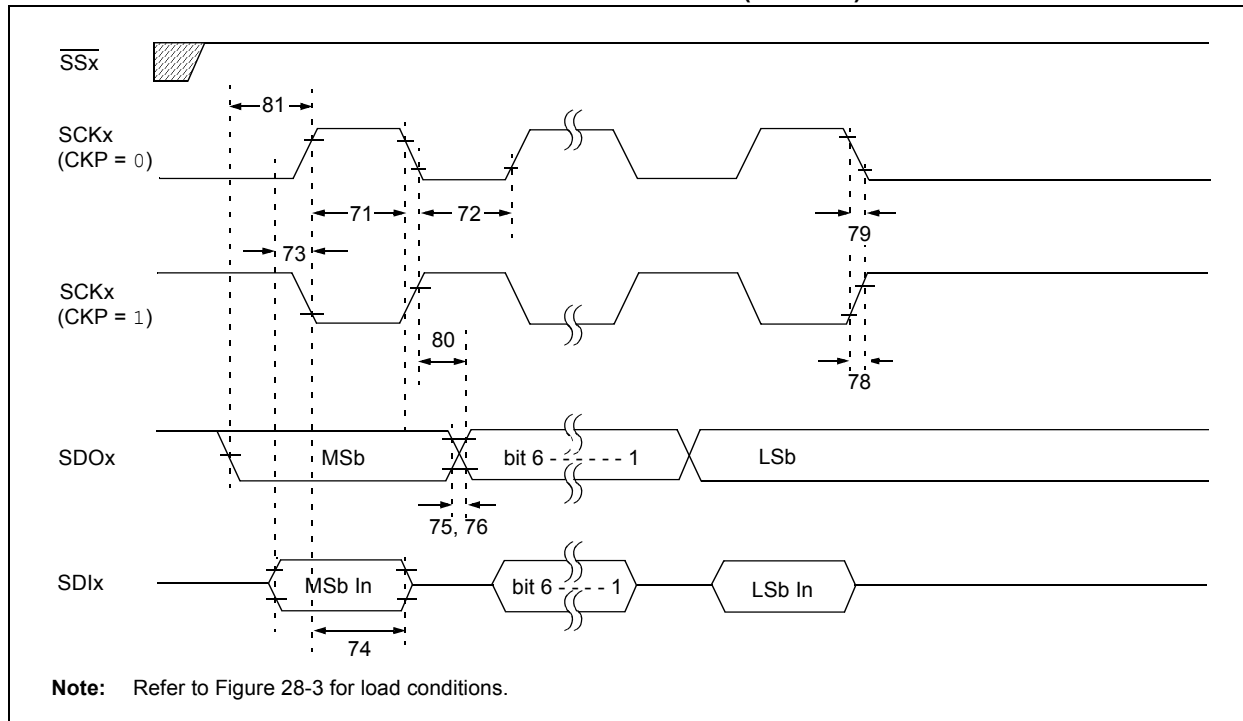 SSx
81
SCKx
(CKP = 0)
71
72
79
73
SCKx
(CKP = 1)
80
78
SDOx
MSb
bit 6 - - - - - - 1
LSb
75, 76
SDIx
MSb In
bit 6 - - - - 1
LSb In
74
Note: Refer to Figure 28-3 for load conditions.